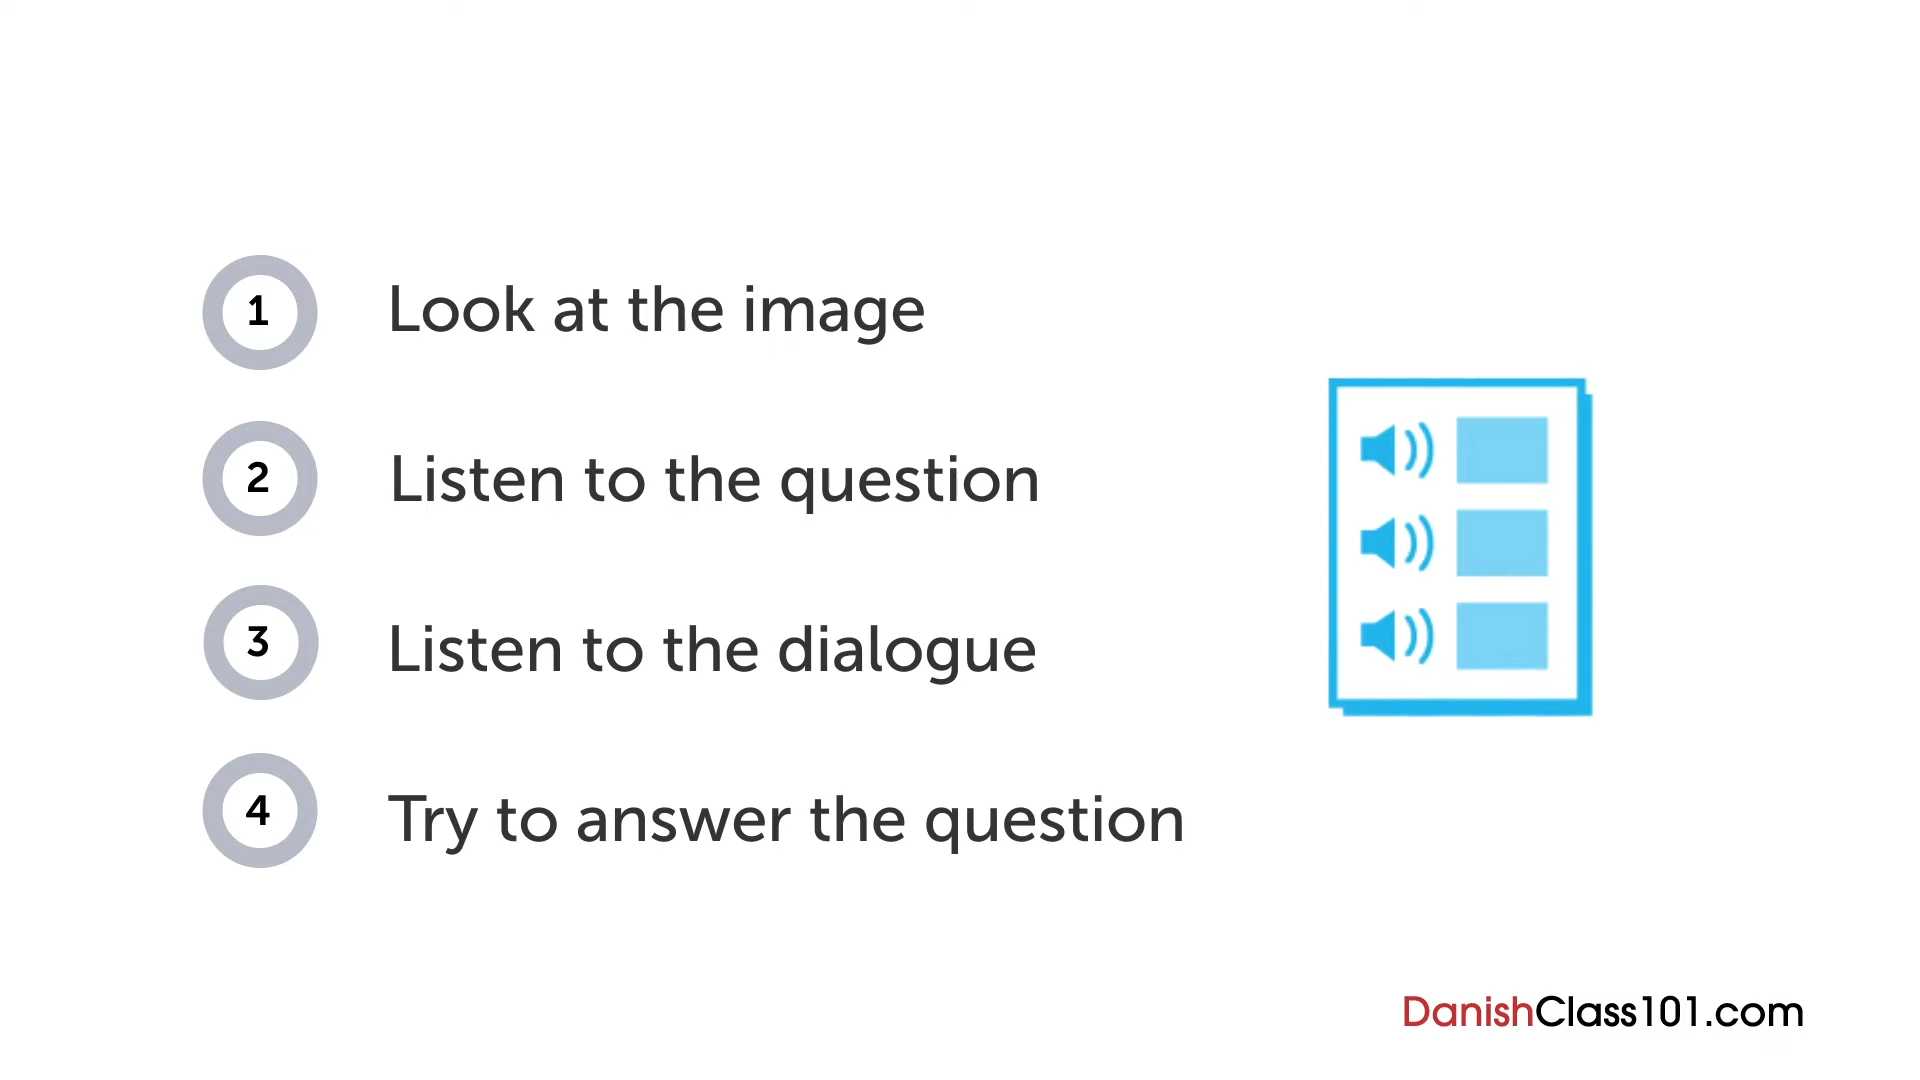 1 Look at the image
2 Listen to the question
3 Listen to the dialogue
4 Try to answer the question
DanishClass101.com